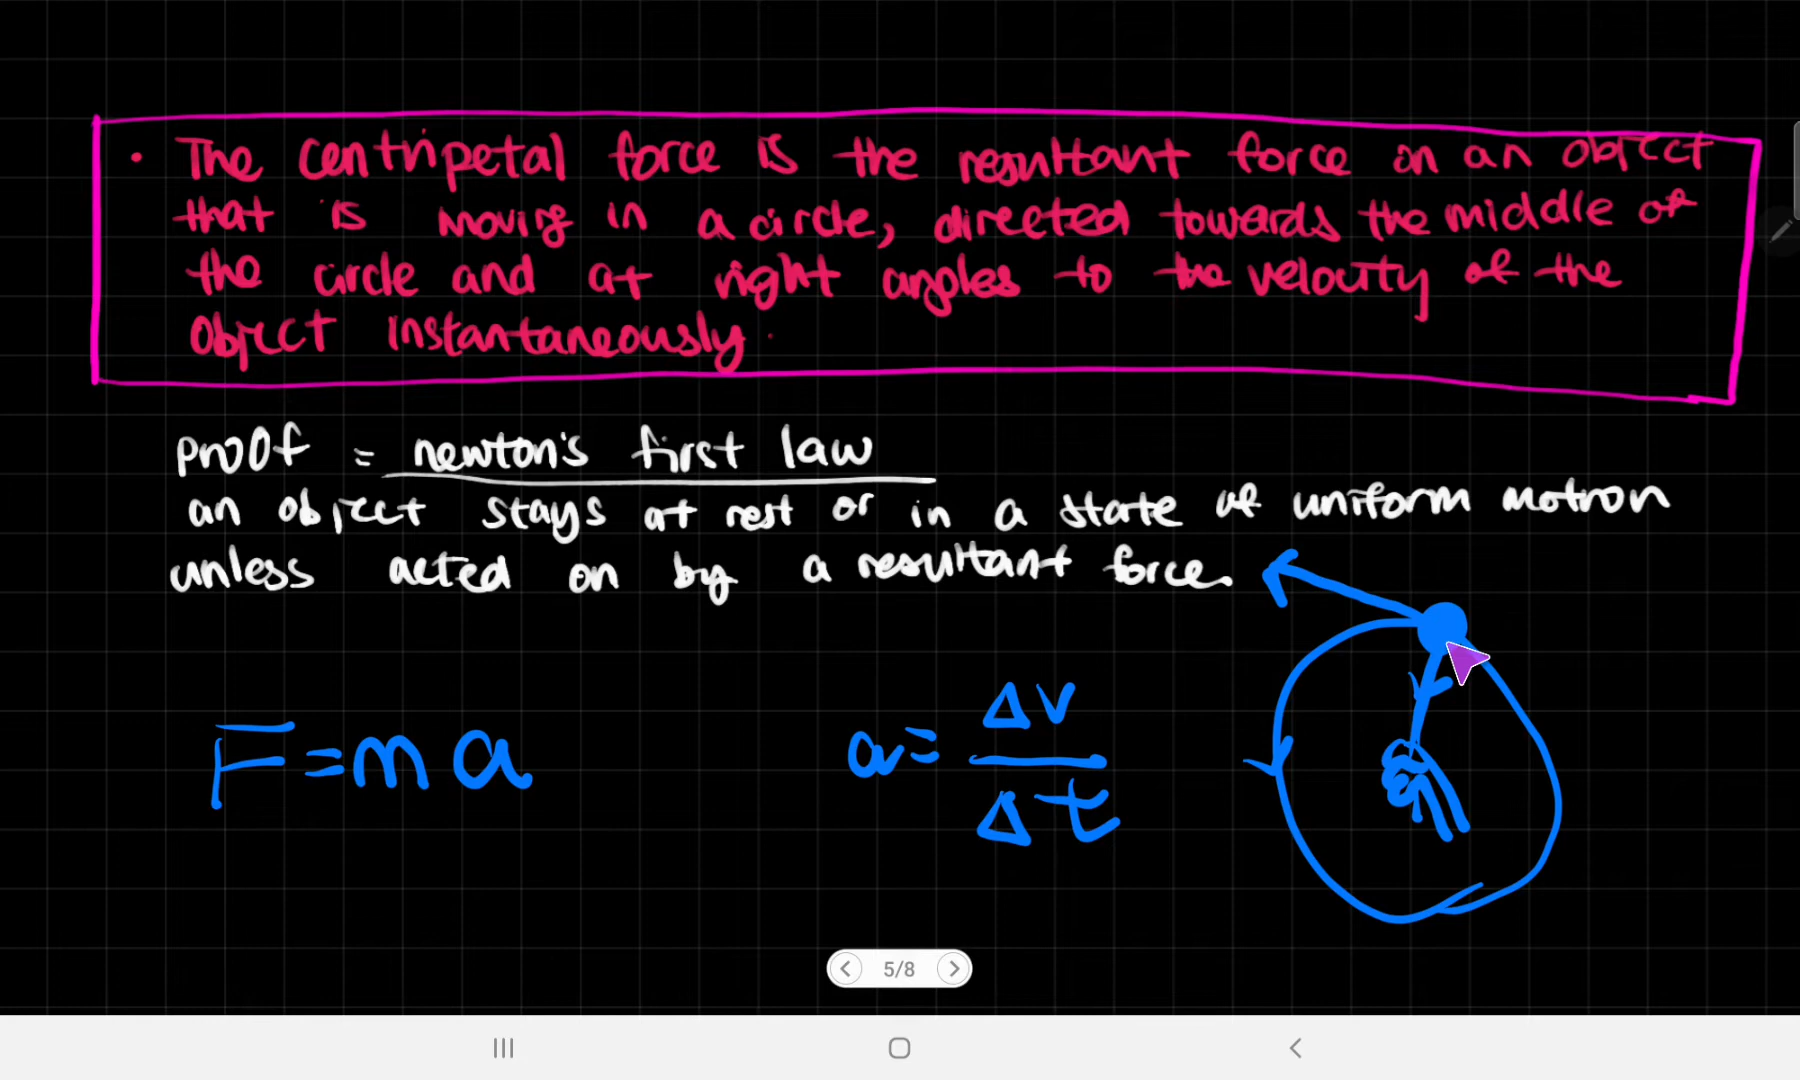 • The centripetal force is the resultant force on an object
that is moving in a circle, directed towards the middle of
the circle and at right angles to the velocity of the
object instantaneously.
proof = newton's first law
an object stays at rest or in a state of uniform motion
unless acted on by a resultant force.
F = ma
a = Δv / Δt
5/8